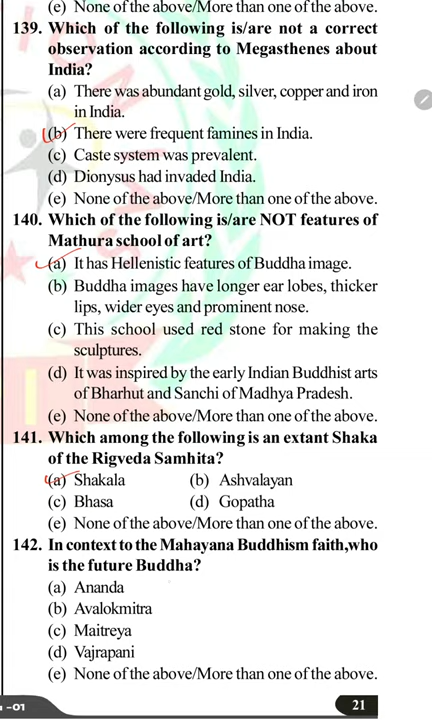 (e) None of the above/More than one of the above.
139. Which of the following is/are not a correct
observation according to Megasthenes about
India?
(a) There was abundant gold, silver, copper and iron
in India.
(b) There were frequent famines in India.
(c) Caste system was prevalent.
(d) Dionysus had invaded India.
(e) None of the above/More than one of the above.
140. Which of the following is/are NOT features of
Mathura school of art?
(a) It has Hellenistic features of Buddha image.
(b) Buddha images have longer ear lobes, thicker
lips, wider eyes and prominent nose.
(c) This school used red stone for making the
sculptures.
(d) It was inspired by the early Indian Buddhist arts
of Bharhut and Sanchi of Madhya Pradesh.
(e) None of the above/More than one of the above.
141. Which among the following is an extant Shaka
of the Rigveda Samhita?
(a) Shakala (b) Ashvalayan
(c) Bhasa (d) Gopatha
(e) None of the above/More than one of the above.
142. In context to the Mahayana Buddhism faith,who
is the future Buddha?
(a) Ananda
(b) Avalokmitra
(c) Maitreya
(d) Vajrapani
(e) None of the above/More than one of the above.
-01 21